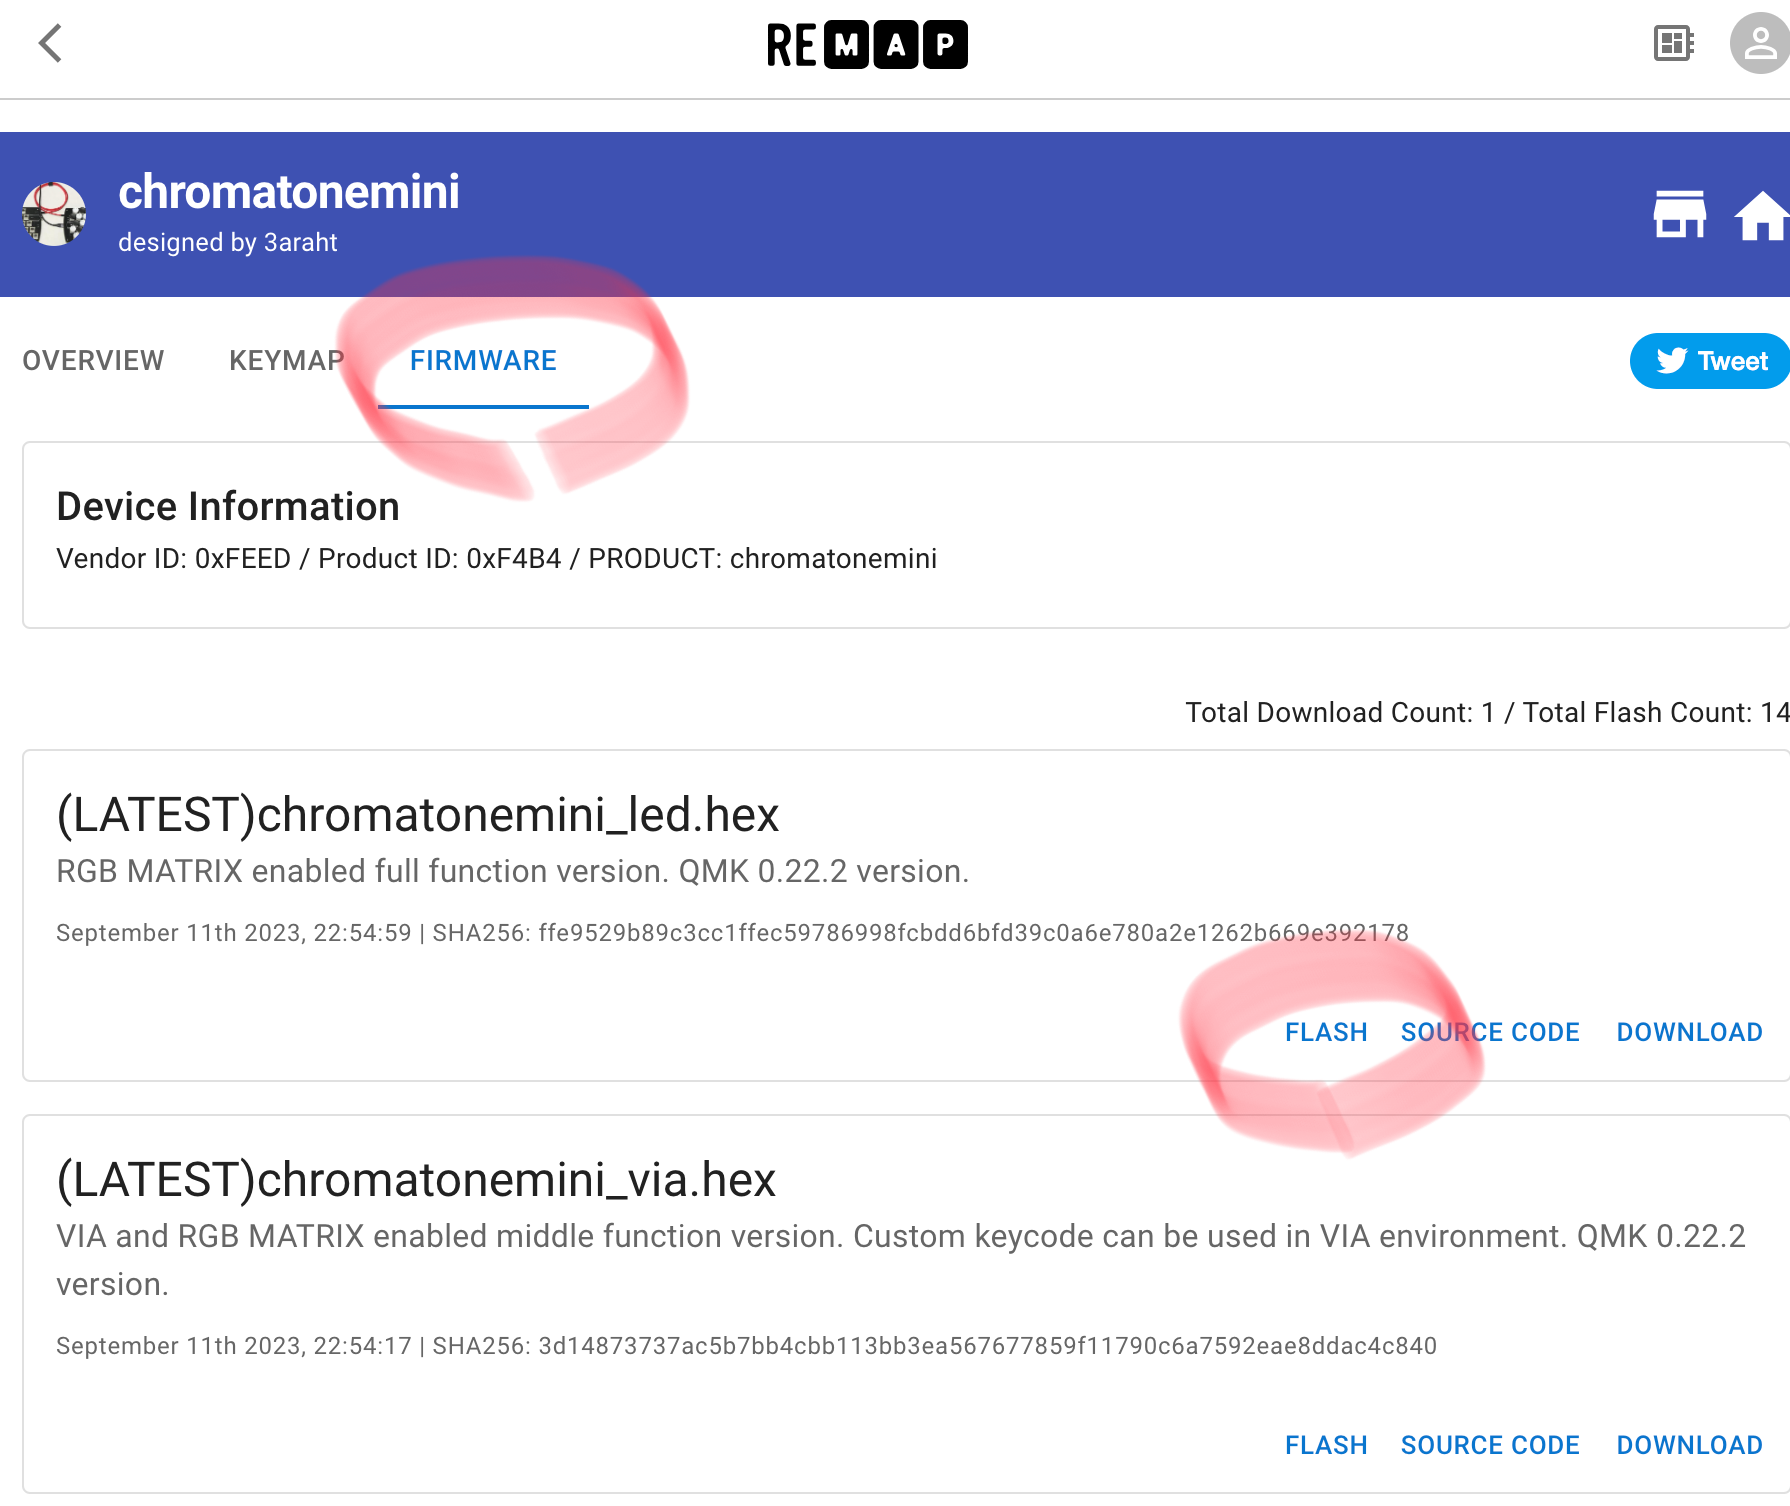 REMAP
chromatonemini
designed by 3araht
OVERVIEW KEYMAP FIRMWARE
Tweet
Device Information
Vendor ID: 0xFEED / Product ID: 0xF4B4 / PRODUCT: chromatonemini
Total Download Count: 1 / Total Flash Count: 14
(LATEST)chromatonemini_led.hex
RGB MATRIX enabled full function version. QMK 0.22.2 version.
September 11th 2023, 22:54:59 | SHA256: ffe9529b89c3cc1ffec59786998fcbdd6bfd39c0a6e780a2e1262b669e392178
FLASH SOURCE CODE DOWNLOAD
(LATEST)chromatonemini_via.hex
VIA and RGB MATRIX enabled middle function version. Custom keycode can be used in VIA environment. QMK 0.22.2
version.
September 11th 2023, 22:54:17 | SHA256: 3d14873737ac5b7bb4cbb113bb3ea567677859f11790c6a7592eae8ddac4c840
FLASH SOURCE CODE DOWNLOAD